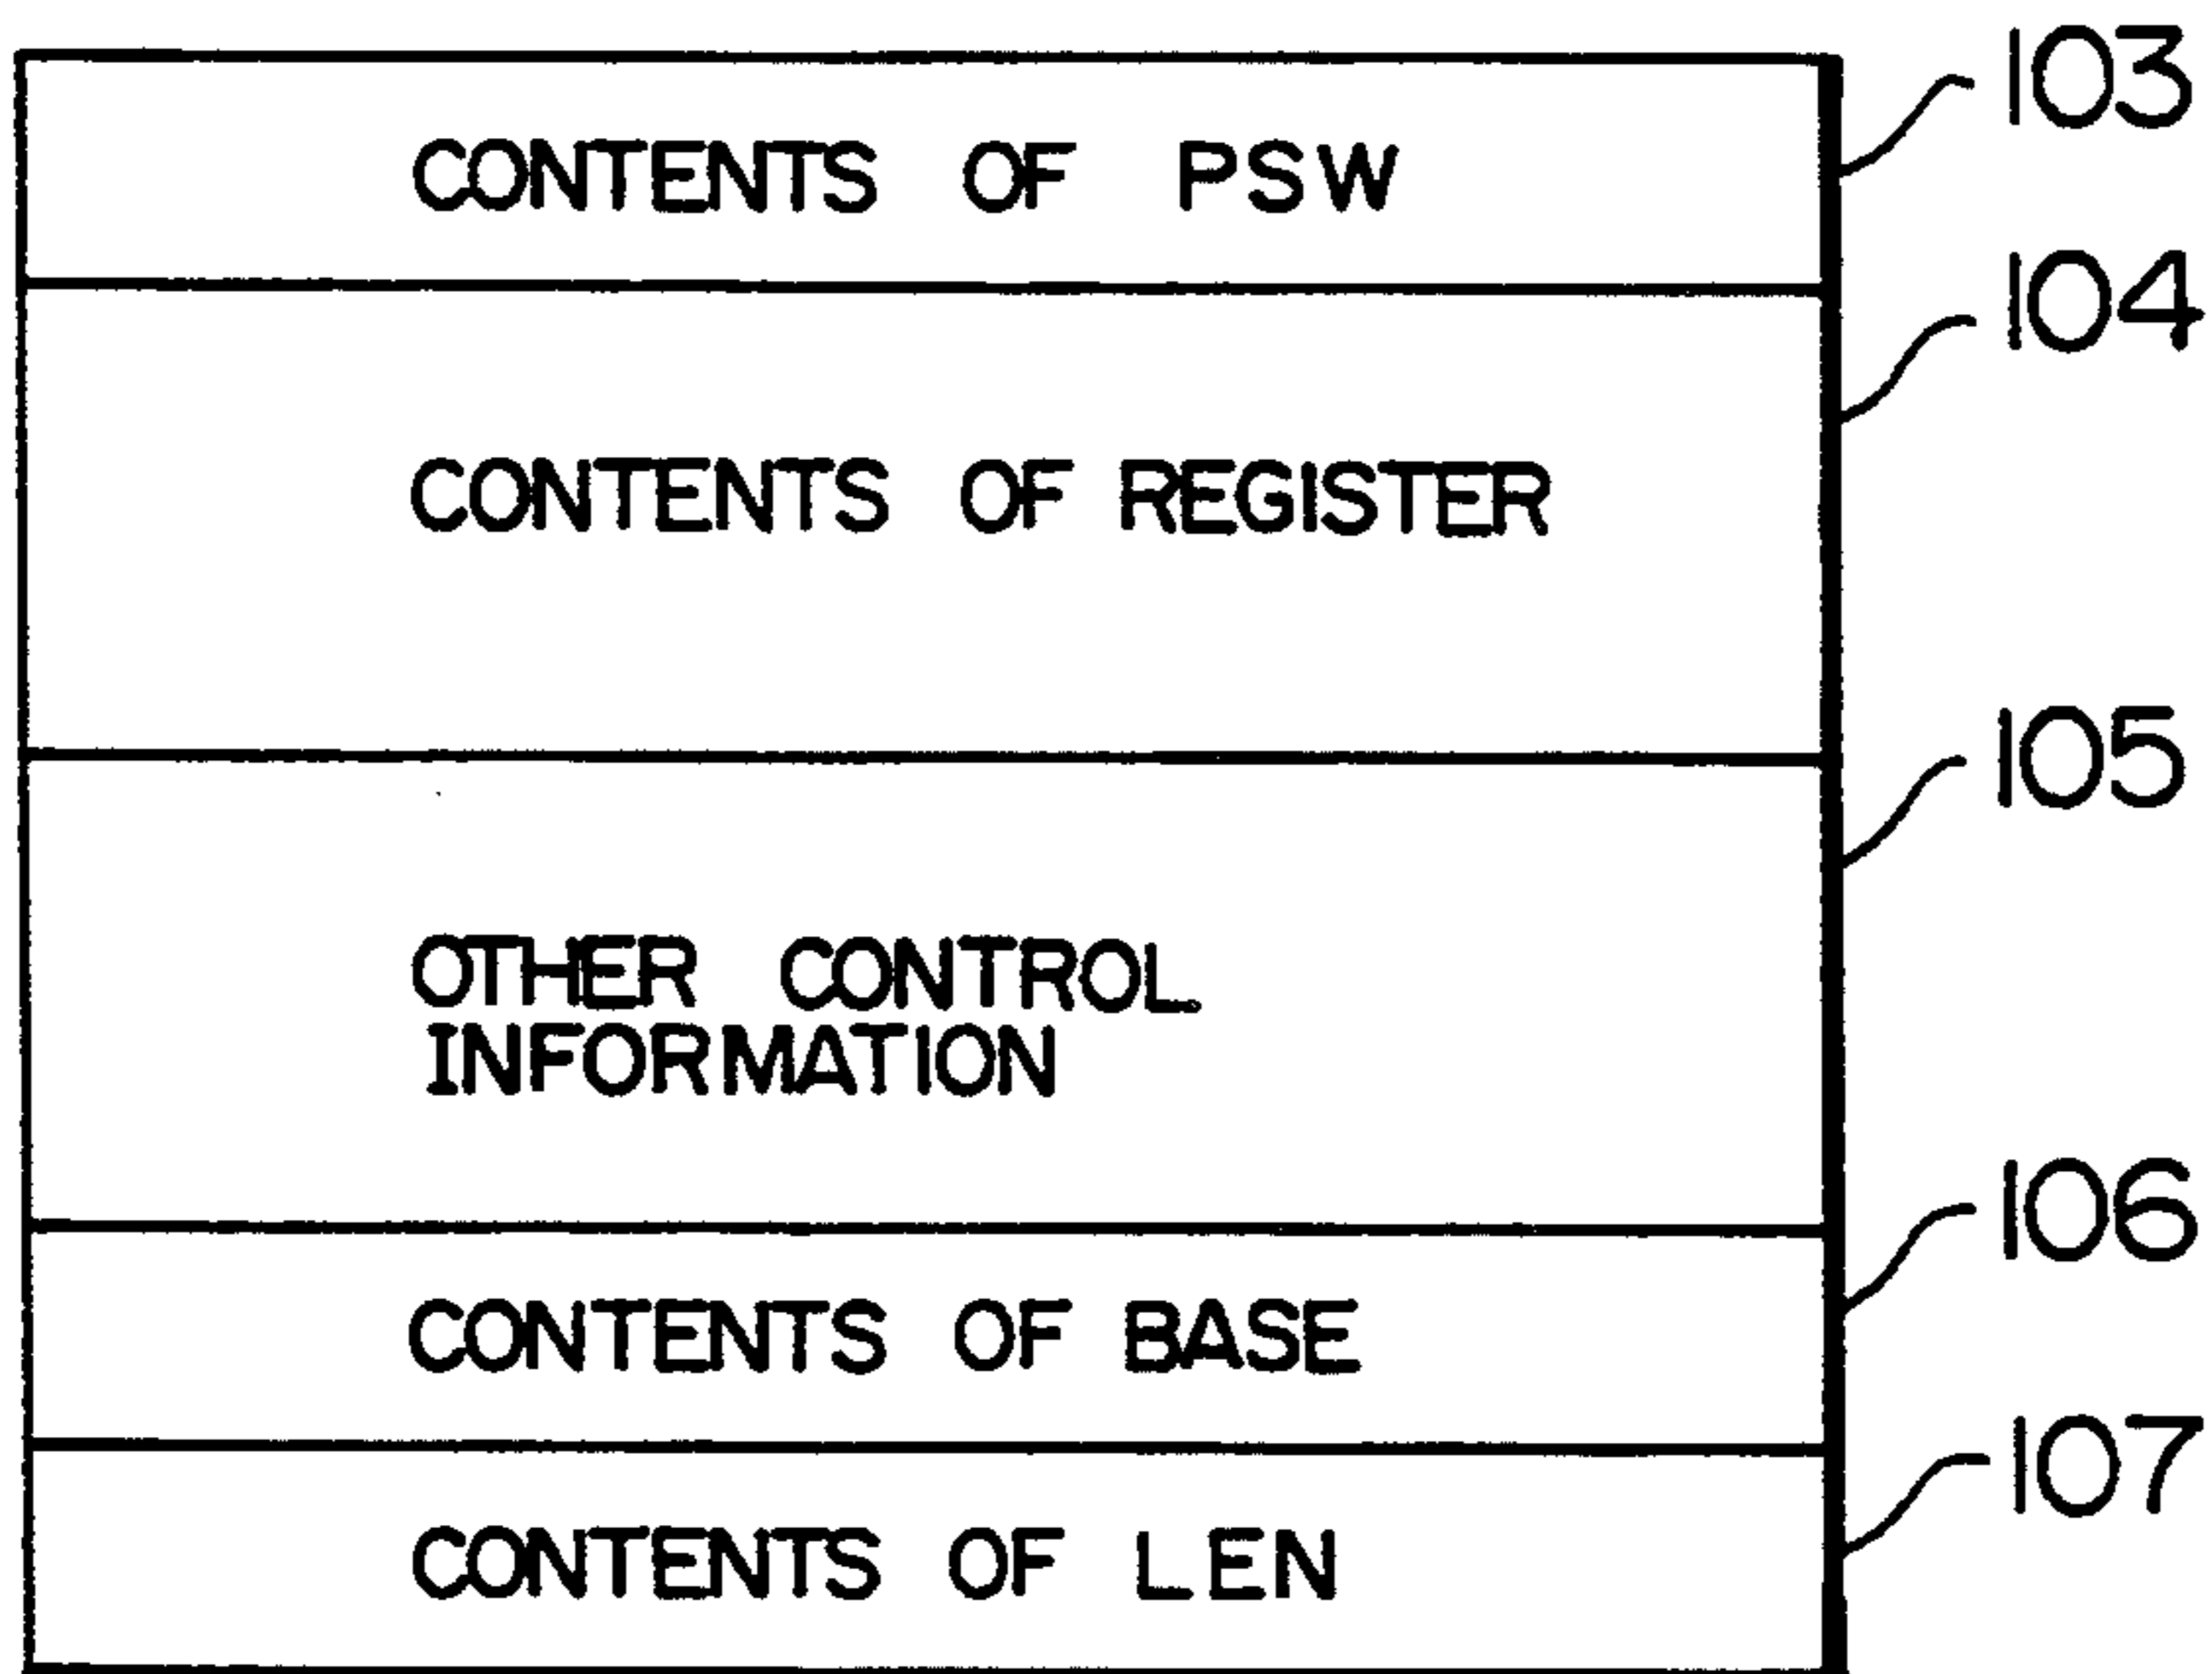 103
CONTENTS OF PSW
104
CONTENTS OF REGISTER
105
OTHER CONTROL
INFORMATION
106
CONTENTS OF BASE
107
CONTENTS OF LEN